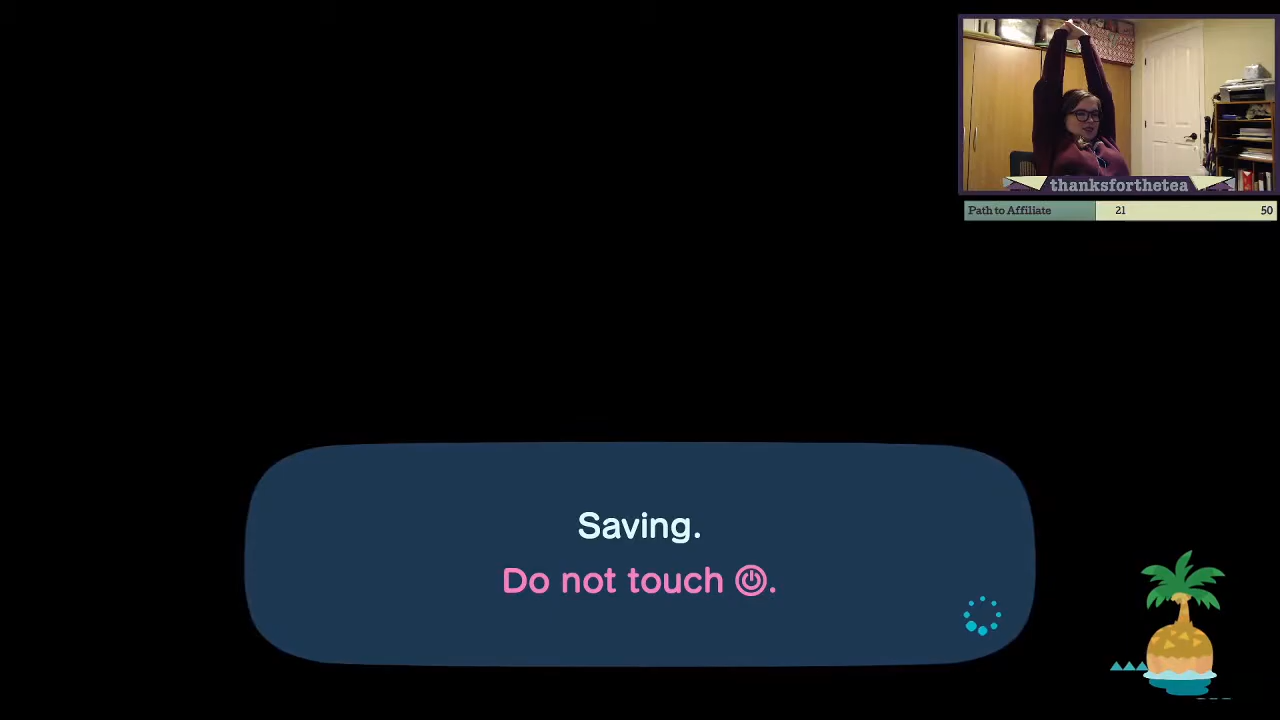 thanksforthetea
Path to Affiliate 21 50
Saving.
Do not touch ⏻.